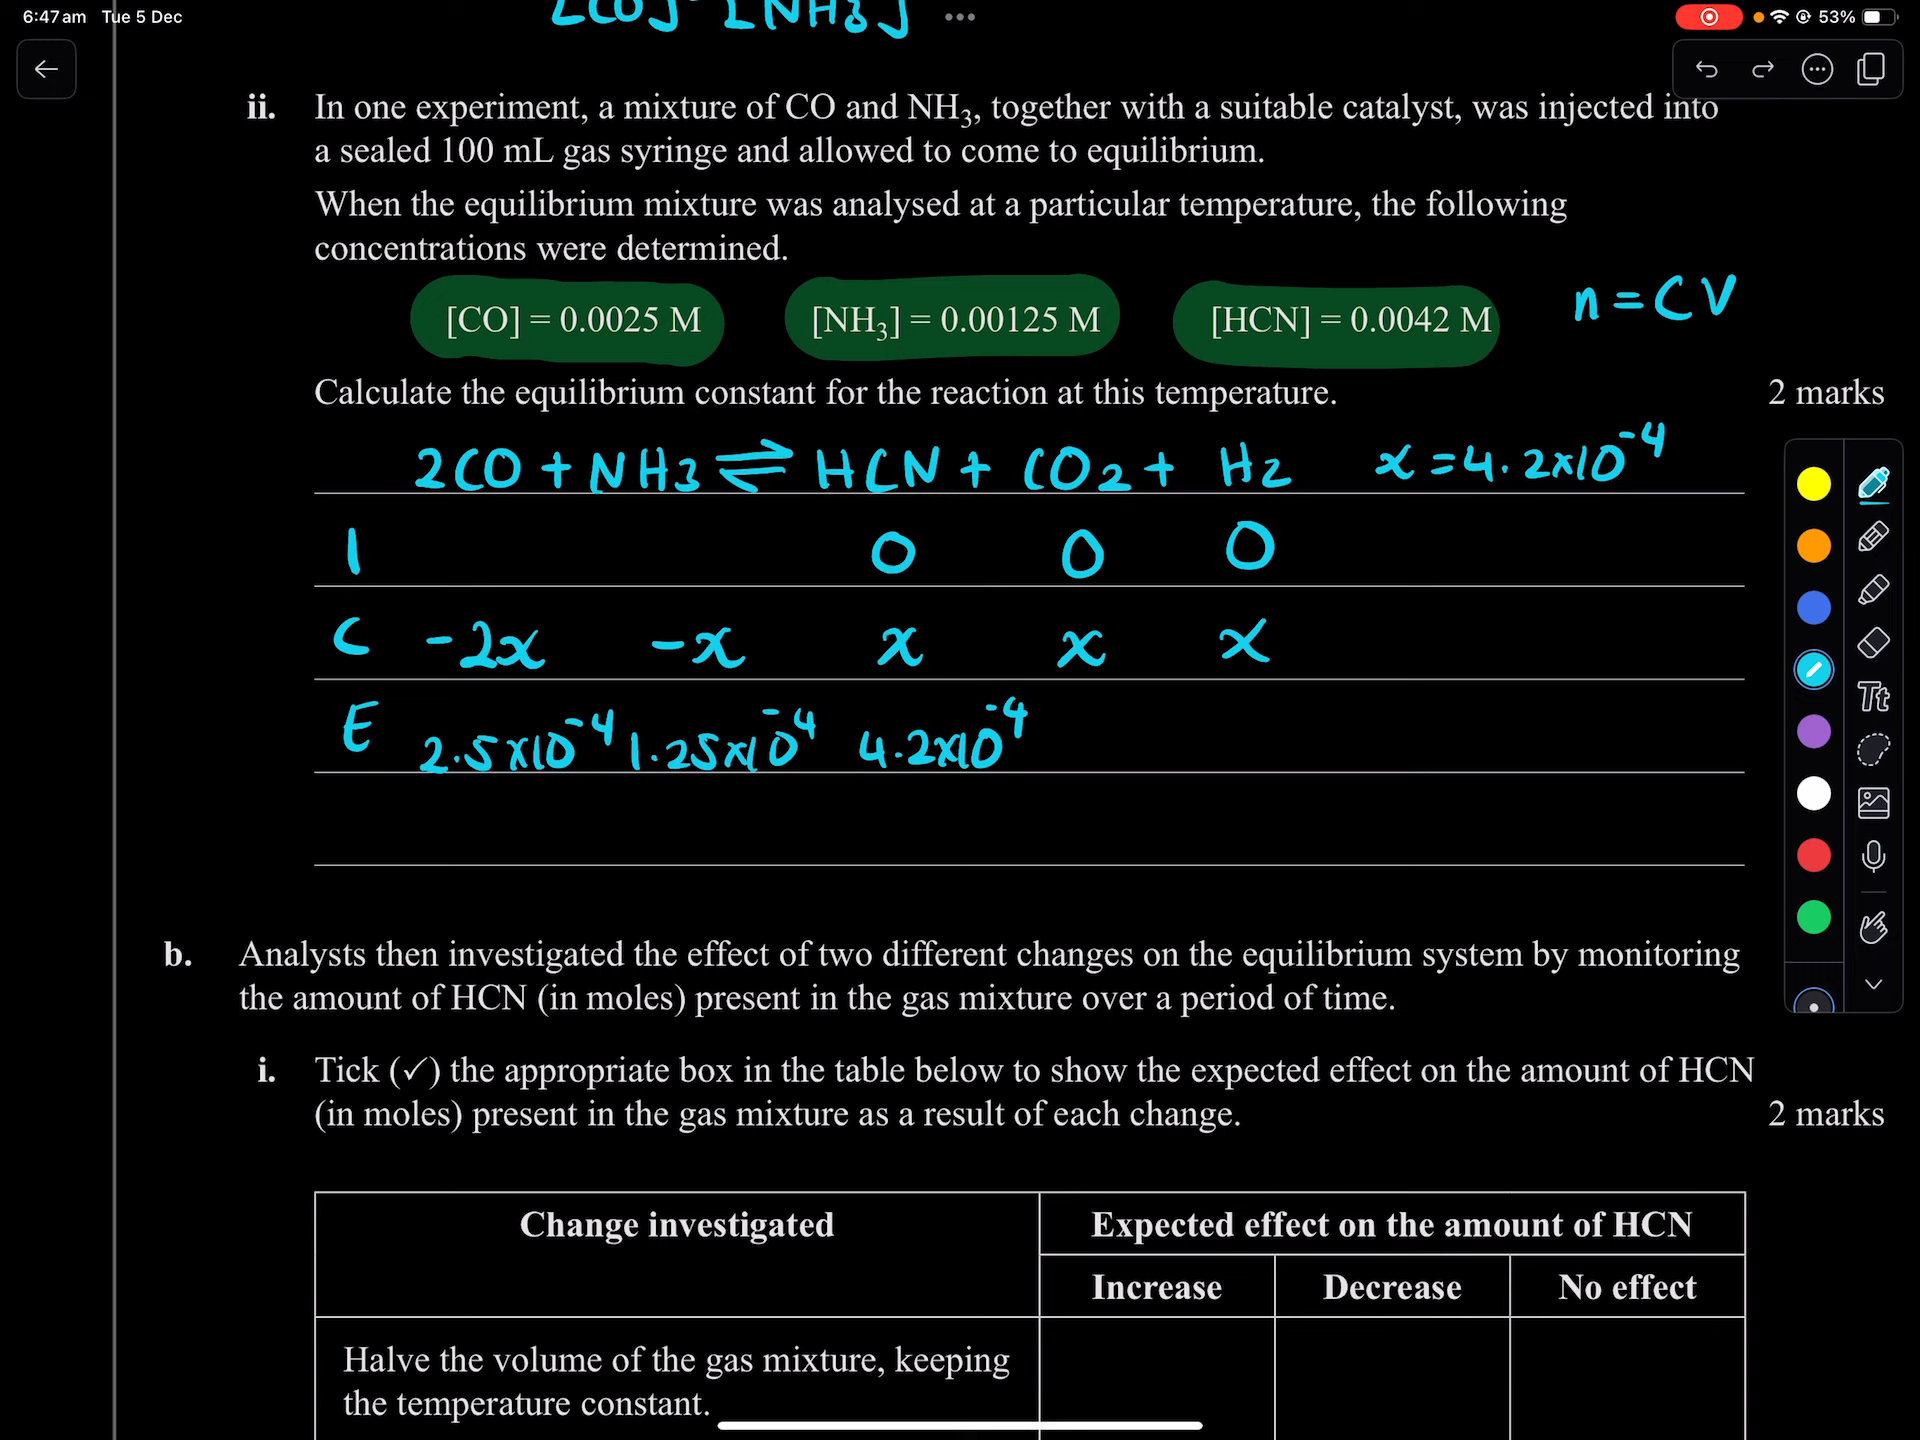 6:47 am Tue 5 Dec
53%
[CO]² [NH3]
ii. In one experiment, a mixture of CO and NH₃, together with a suitable catalyst, was injected into
a sealed 100 mL gas syringe and allowed to come to equilibrium.
When the equilibrium mixture was analysed at a particular temperature, the following
concentrations were determined.
[CO] = 0.0025 M [NH₃] = 0.00125 M [HCN] = 0.0042 M n=CV
Calculate the equilibrium constant for the reaction at this temperature. 2 marks
2CO + NH3 ⇌ HCN + CO2 + H2 x=4.2x10⁻⁴
I 0 0 0
C -2x -x x x x
E 2.5x10⁻⁴ 1.25x10⁻⁴ 4.2x10⁻⁴
Tt
b. Analysts then investigated the effect of two different changes on the equilibrium system by monitoring
the amount of HCN (in moles) present in the gas mixture over a period of time.
i. Tick (✓) the appropriate box in the table below to show the expected effect on the amount of HCN
(in moles) present in the gas mixture as a result of each change. 2 marks
Change investigated Expected effect on the amount of HCN
Increase Decrease No effect
Halve the volume of the gas mixture, keeping
the temperature constant.